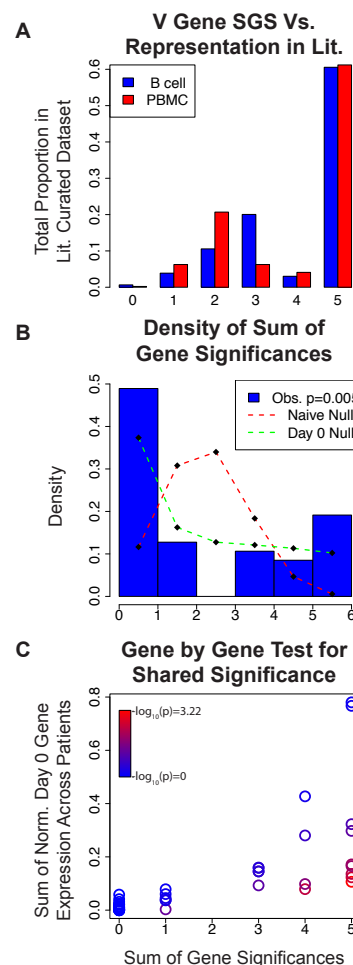 A
V Gene SGS Vs.
Representation in Lit.
Total Proportion in
Lit. Curated Dataset
0.0 0.1 0.2 0.3 0.4 0.5 0.6
B cell
PBMC
0 1 2 3 4 5
B
Density of Sum of
Gene Significances
Density
0.0 0.1 0.2 0.3 0.4 0.5
Obs. p=0.005
Naive Null
Day 0 Null
0 1 2 3 4 5 6
C
Gene by Gene Test for
Shared Significance
Sum of Norm. Day 0 Gene
Expression Across Patients
0.0 0.2 0.4 0.6 0.8
-log10(p)=3.22
-log10(p)=0
0 1 2 3 4 5
Sum of Gene Significances